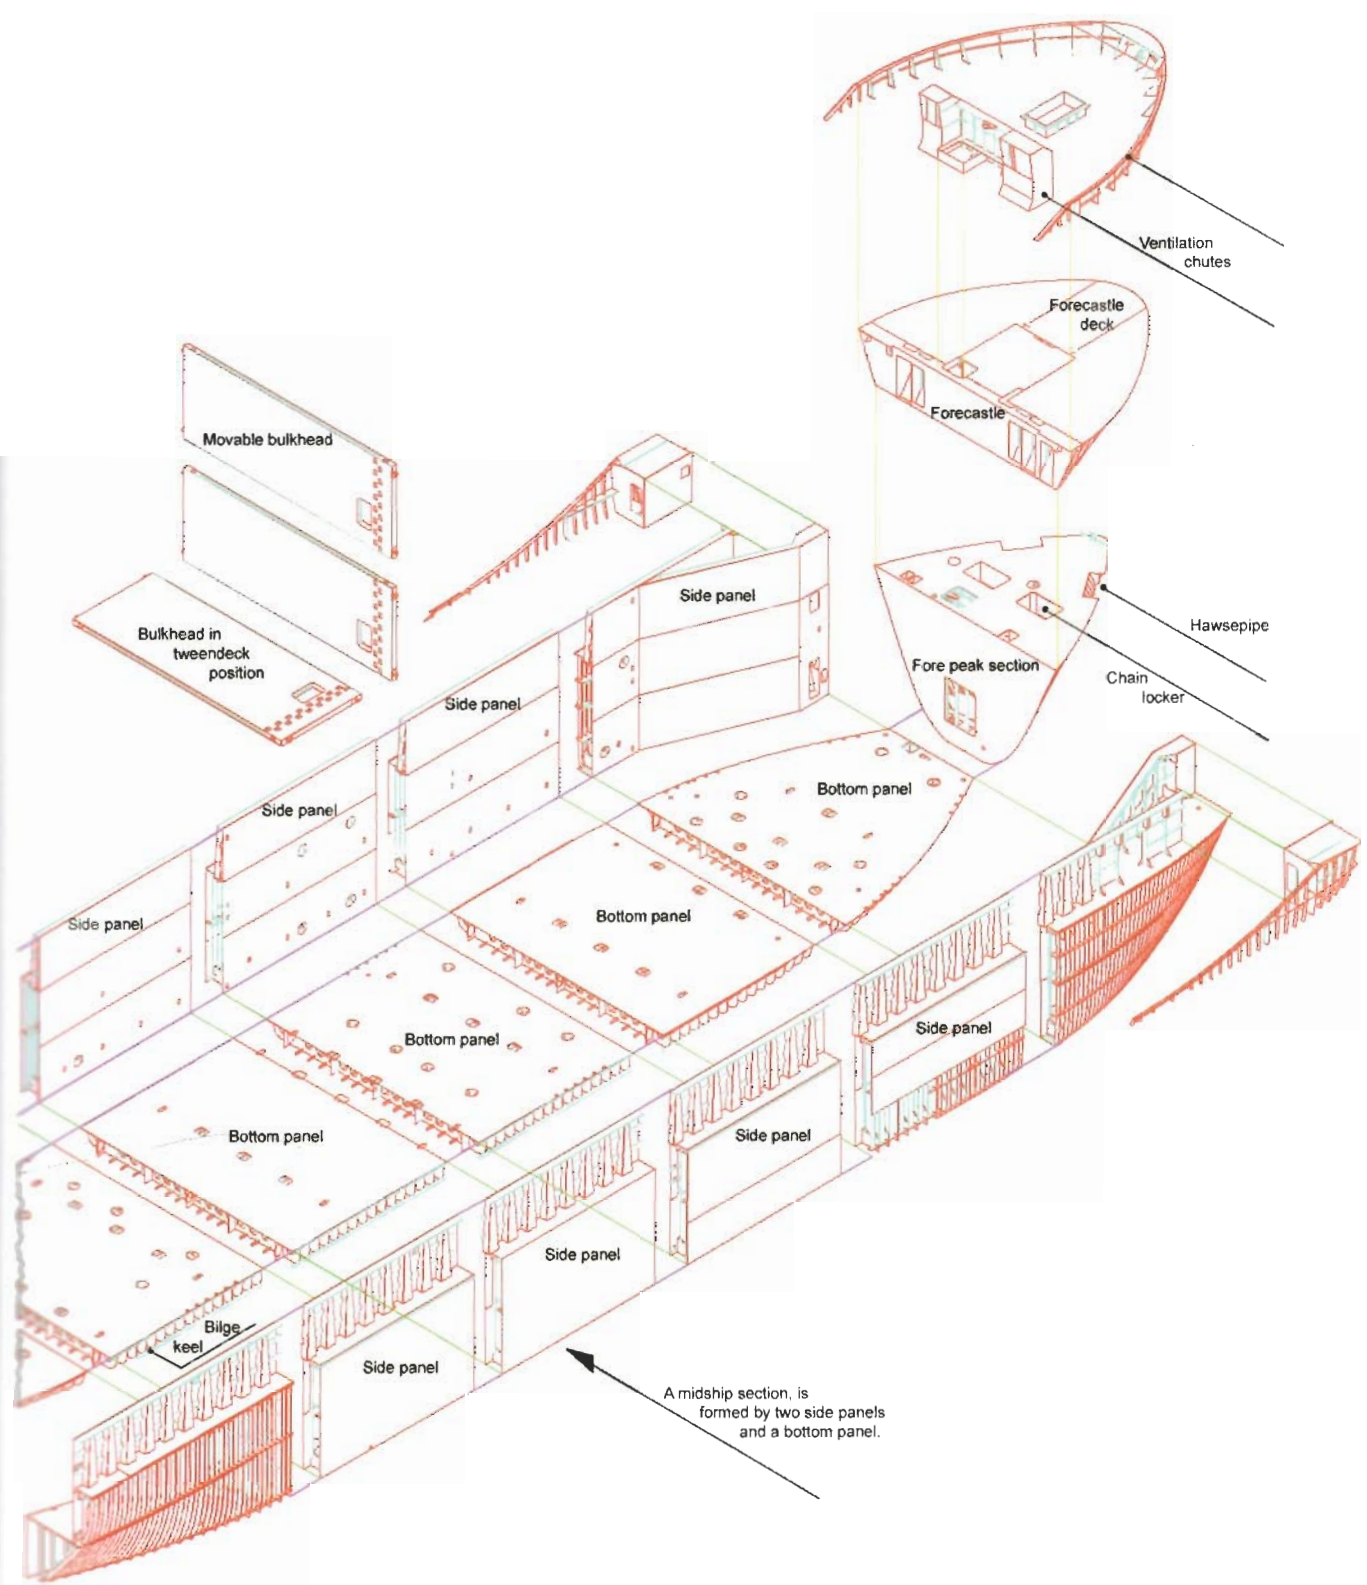 Ventilation
chutes
Forecastle
deck
Forecastle
Movable bulkhead
Side panel
Bulkhead in
tweendeck
position
Hawsepipe
Fore peak section
Chain
locker
Side panel
Bottom panel
Side panel
Bottom panel
Side panel
Side panel
Bottom panel
Bottom panel
Side panel
Side panel
Bilge
keel
Side panel
A midship section, is
formed by two side panels
and a bottom panel.